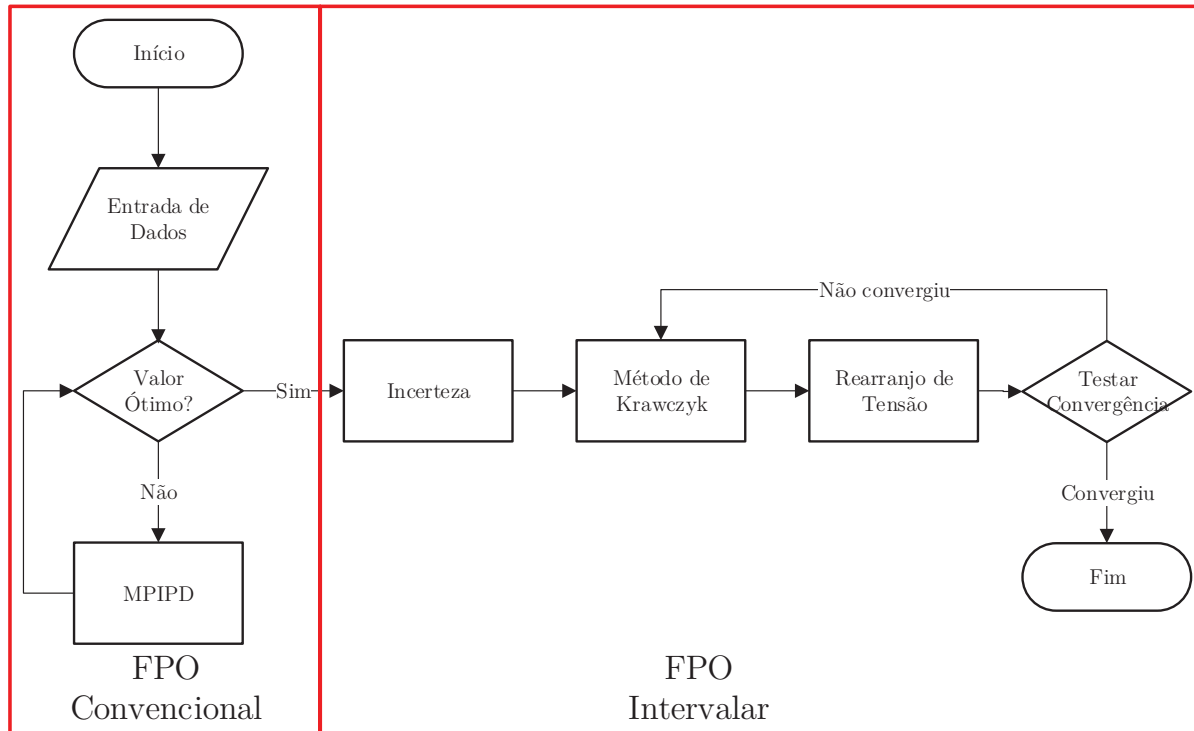 Início
Entrada de
Dados
Valor
Ótimo?
Sim
Não
MPIPD
FPO
Convencional
Incerteza
Método de
Krawczyk
Rearranjo de
Tensão
Testar
Convergência
Não convergiu
Convergiu
Fim
FPO
Intervalar